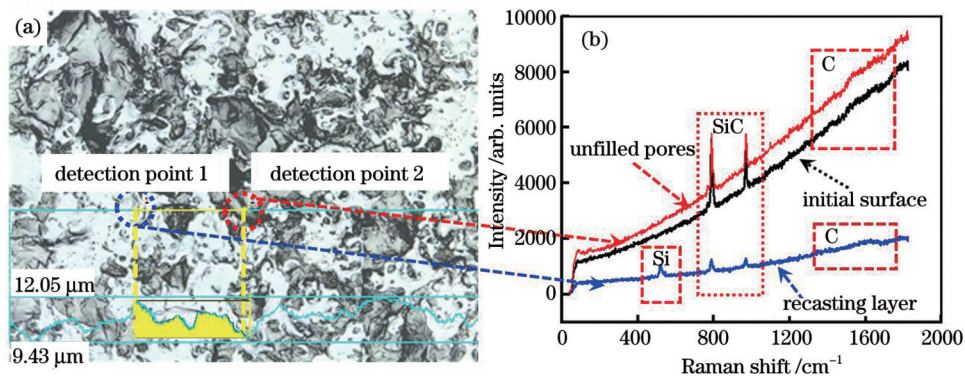 (a)
detection point 1
detection point 2
12.05 μm
9.43 μm
(b)
10000
8000
6000
4000
2000
0
Intensity /arb. units
C
SiC
unfilled pores
initial surface
Si
C
recasting layer
0
400
800
1200
1600
2000
Raman shift /cm⁻¹